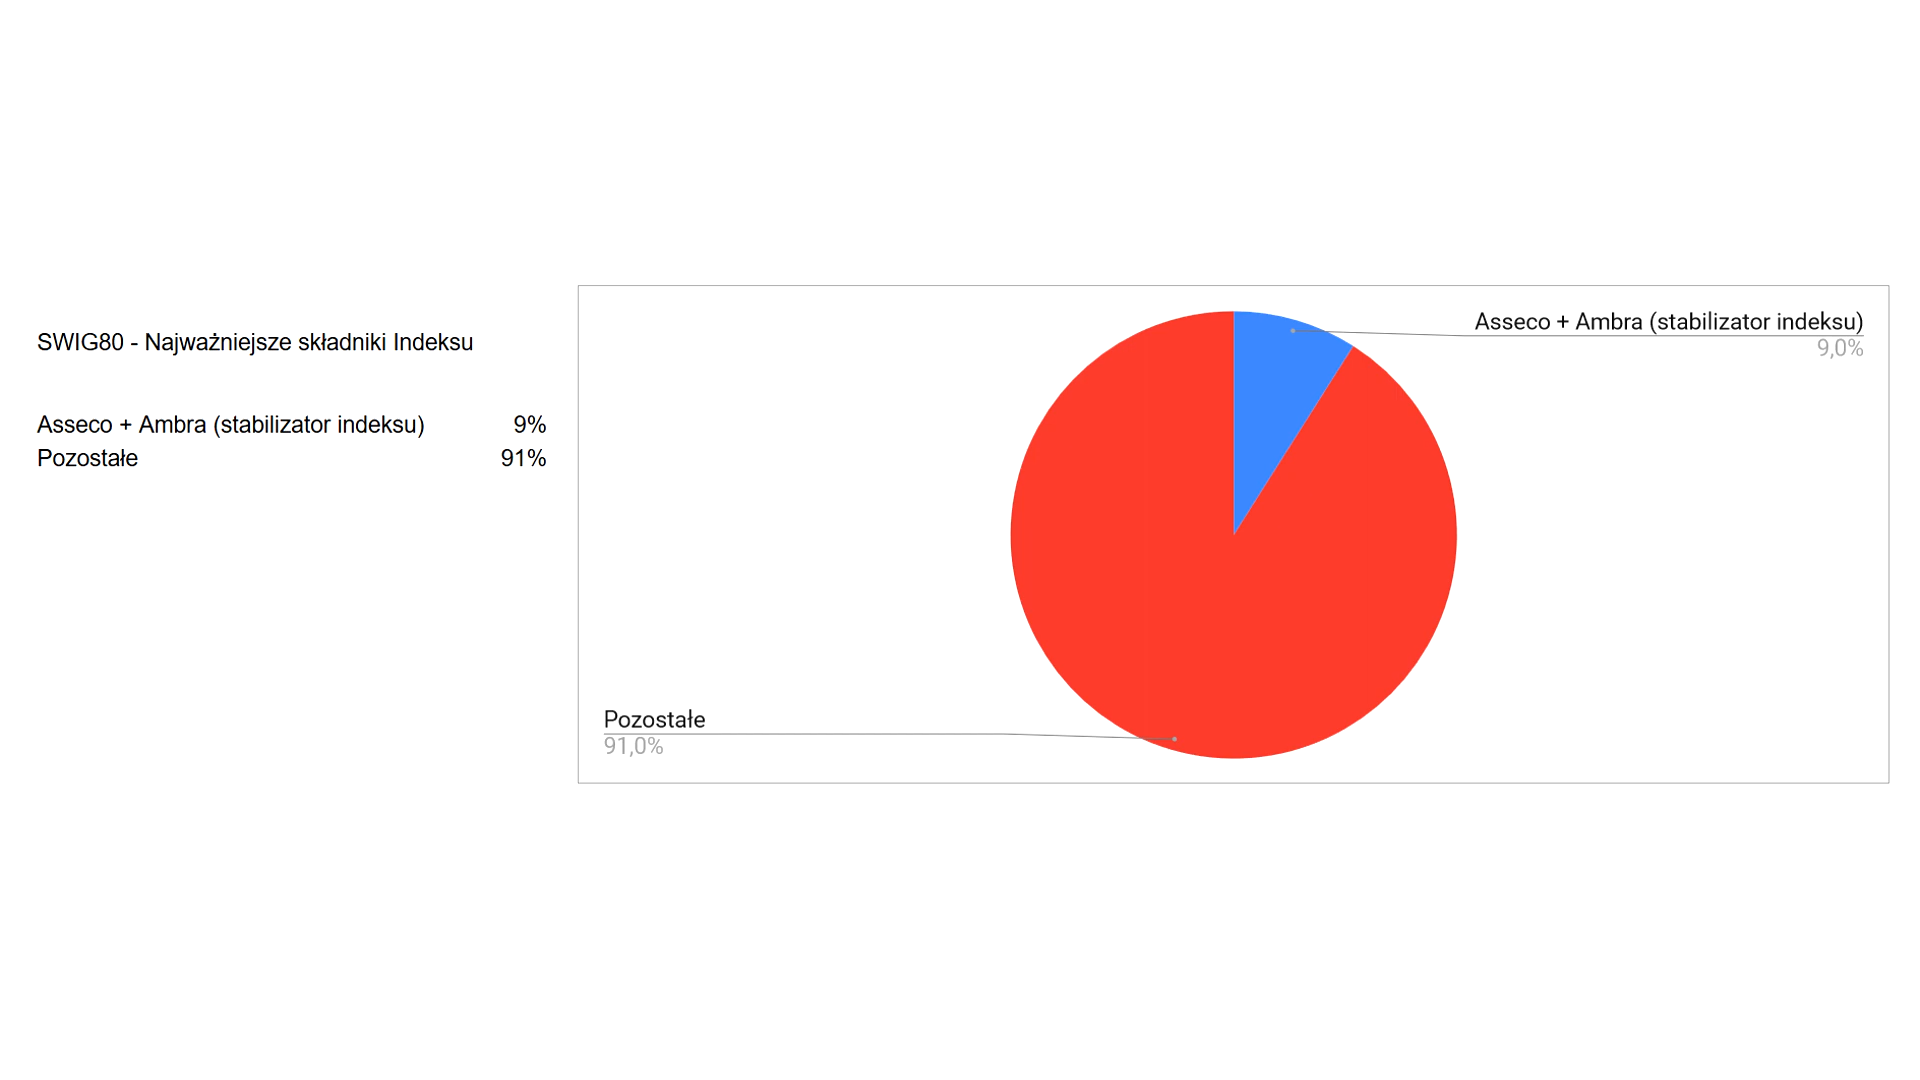 SWIG80 - Najważniejsze składniki Indeksu
Asseco + Ambra (stabilizator indeksu) 9%
Pozostałe 91%
Asseco + Ambra (stabilizator indeksu)
9,0%
Pozostałe
91,0%